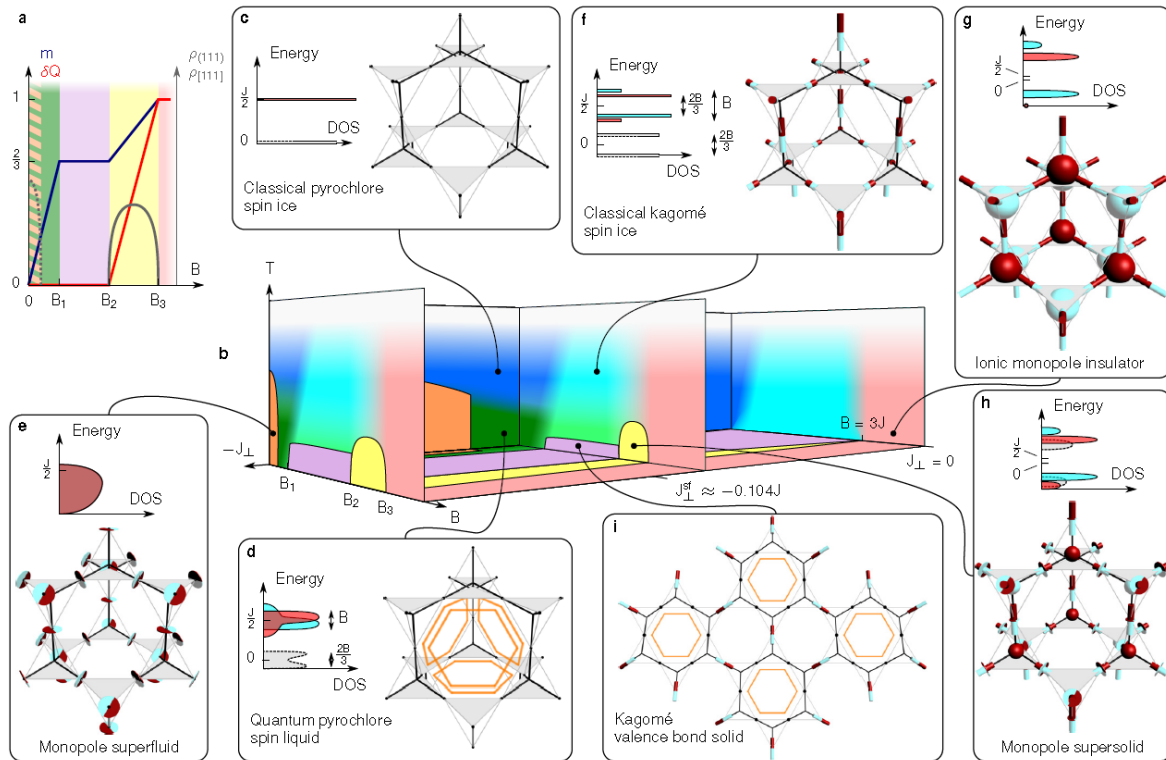 a
m
δQ
ρ(111)
ρ[111]
1
2/3
0
0
B₁
B₂
B₃
B
c
Energy
J/2
DOS
0
Classical pyrochlore
spin ice
f
Energy
J/2
2B/3
B
0
2B/3
DOS
Classical kagomé
spin ice
g
Energy
J/2
0
DOS
Ionic monopole insulator
b
T
−J⊥
B₁
B₂
B₃
B
B = 3J
J⊥ = 0
J⊥ˢᶠ ≈ −0.104J
e
Energy
J/2
DOS
Monopole superfluid
d
Energy
J/2
B
0
2B/3
DOS
Quantum pyrochlore
spin liquid
i
Kagomé
valence bond solid
h
Energy
J/2
0
DOS
Monopole supersolid